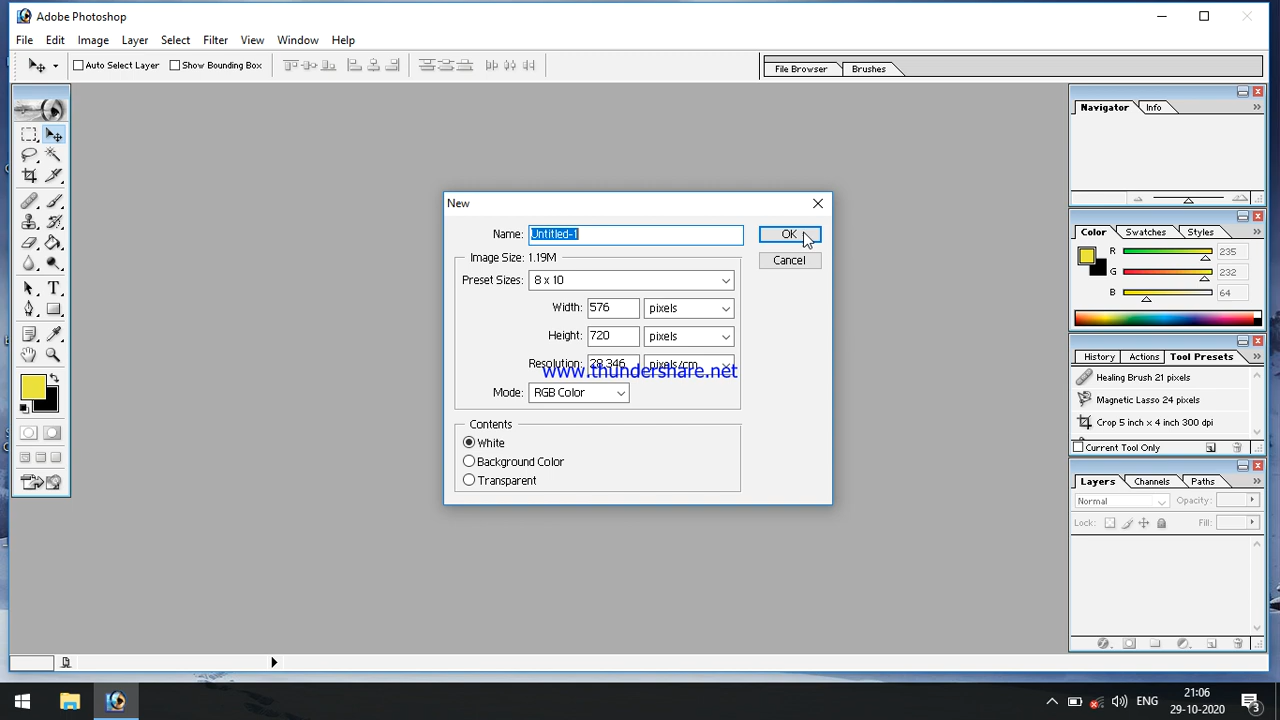 Adobe Photoshop
File Edit Image Layer Select Filter View Window Help
Auto Select Layer Show Bounding Box File Browser Brushes
Navigator Info
New
Name: Untitled-1 OK
Image Size: 1.19M Cancel
Preset Sizes: 8 x 10
Width: 576 pixels
Height: 720 pixels
Resolution: 28.346 pixels/cm
www.thundershare.net
Mode: RGB Color
Contents
White
Background Color
Transparent
Color Swatches Styles
R 235
G 232
B 64
History Actions Tool Presets
Healing Brush 21 pixels
Magnetic Lasso 24 pixels
Crop 5 inch x 4 inch 300 dpi
Current Tool Only
Layers Channels Paths
Normal Opacity:
Lock: Fill:
ENG 21:06
29-10-2020 3